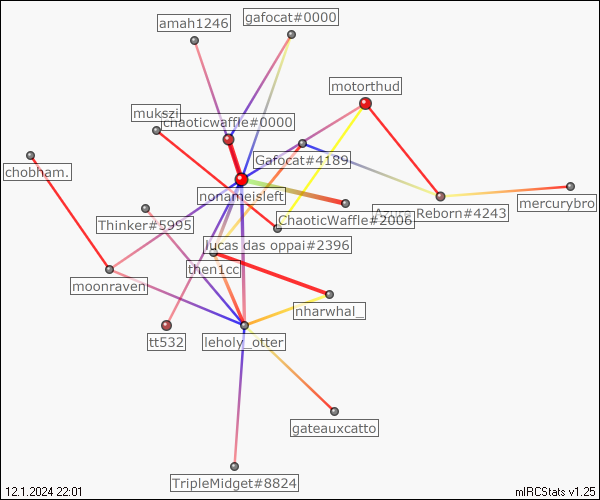 gafocat#0000
amah1246
motorthud
mukszi
chaoticwaffle#0000
Gafocat#4189
chobham.
nonameisleft
mercurybro
Reborn#4243
ChaoticWaffle#2006
Thinker#5995
lucas das oppai#2396
then1cc
moonraven
nharwhal_
tt532
leholy_otter
gateauxcatto
TripleMidget#8824
12.1.2024 22:01
mIRCStats v1.25